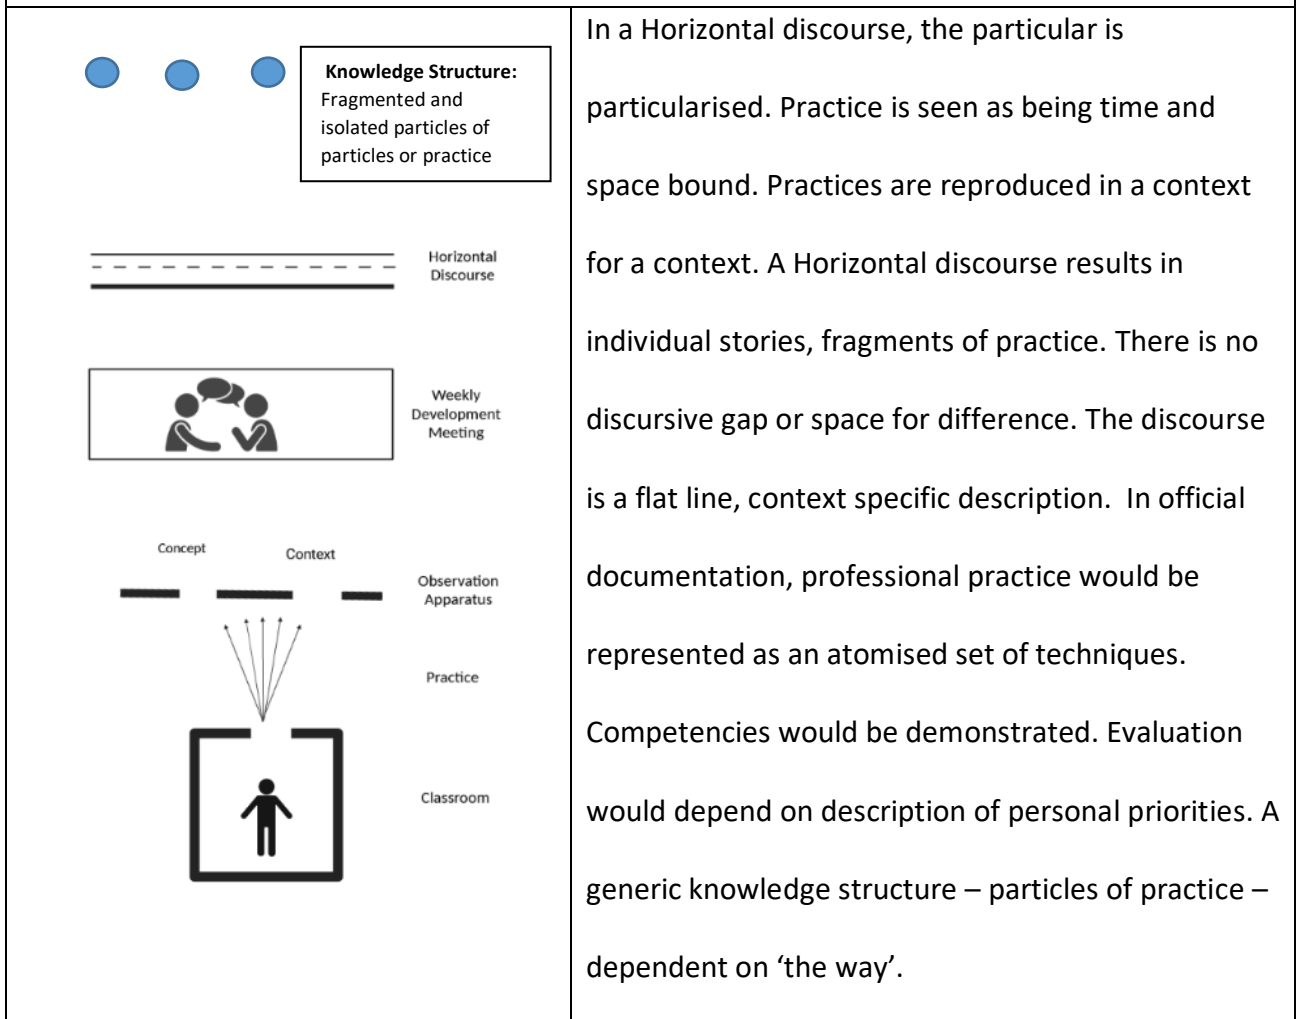 Knowledge Structure:
Fragmented and
isolated particles of
particles or practice
Horizontal
Discourse
Weekly
Development
Meeting
Concept
Context
Observation
Apparatus
Practice
Classroom
In a Horizontal discourse, the particular is
particularised. Practice is seen as being time and
space bound. Practices are reproduced in a context
for a context. A Horizontal discourse results in
individual stories, fragments of practice. There is no
discursive gap or space for difference. The discourse
is a flat line, context specific description.  In official
documentation, professional practice would be
represented as an atomised set of techniques.
Competencies would be demonstrated. Evaluation
would depend on description of personal priorities. A
generic knowledge structure – particles of practice –
dependent on ‘the way’.